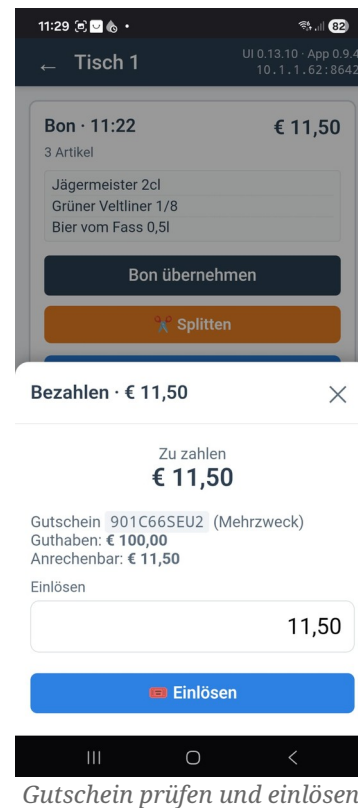 11:29
82
← Tisch 1
UI 0.13.10 · App 0.9.4
10.1.1.62:8642
Bon · 11:22
€ 11,50
3 Artikel
Jägermeister 2cl
Grüner Veltliner 1/8
Bier vom Fass 0,5l
Bon übernehmen
Splitten
Bezahlen · € 11,50
Zu zahlen
€ 11,50
Gutschein 901C66SEU2 (Mehrzweck)
Guthaben: € 100,00
Anrechenbar: € 11,50
Einlösen
11,50
Einlösen
Gutschein prüfen und einlösen